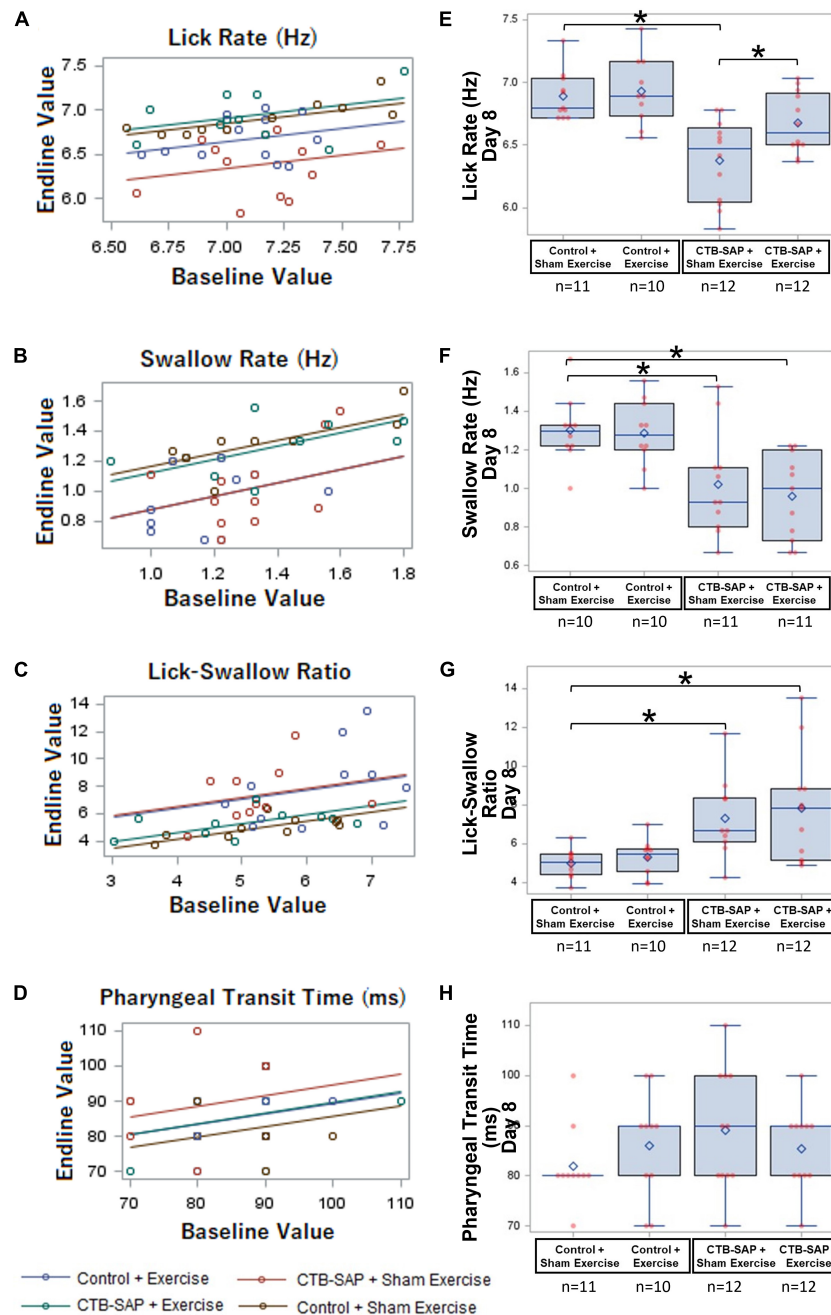 A
Lick Rate (Hz)
Endline Value
7.5
7.0
6.5
6.0
6.50 6.75 7.00 7.25 7.50 7.75
Baseline Value
E
*
*
Lick Rate (Hz)
Day 8
7.0
6.5
6.0
Control + Sham Exercise
Control + Exercise
CTB-SAP + Sham Exercise
CTB-SAP + Exercise
n=11 n=10 n=12 n=12
B
Swallow Rate (Hz)
Endline Value
1.6
1.4
1.2
1.0
0.8
1.0 1.2 1.4 1.6 1.8
Baseline Value
F
*
*
Swallow Rate (Hz)
Day 8
1.6
1.4
1.2
1.0
0.8
0.6
Control + Sham Exercise
Control + Exercise
CTB-SAP + Sham Exercise
CTB-SAP + Exercise
n=10 n=10 n=11 n=11
C
Lick-Swallow Ratio
Endline Value
14
12
10
8
6
4
3 4 5 6 7
Baseline Value
G
*
*
Lick-Swallow
Ratio
Day 8
14
12
10
8
6
4
Control + Sham Exercise
Control + Exercise
CTB-SAP + Sham Exercise
CTB-SAP + Exercise
n=11 n=10 n=12 n=12
D
Pharyngeal Transit Time (ms)
Endline Value
110
100
90
80
70
70 80 90 100 110
Baseline Value
H
Pharyngeal Transit Time
(ms)
Day 8
110
100
90
80
70
Control + Sham Exercise
Control + Exercise
CTB-SAP + Sham Exercise
CTB-SAP + Exercise
n=11 n=10 n=12 n=12
Control + Exercise CTB-SAP + Sham Exercise
CTB-SAP + Exercise Control + Sham Exercise